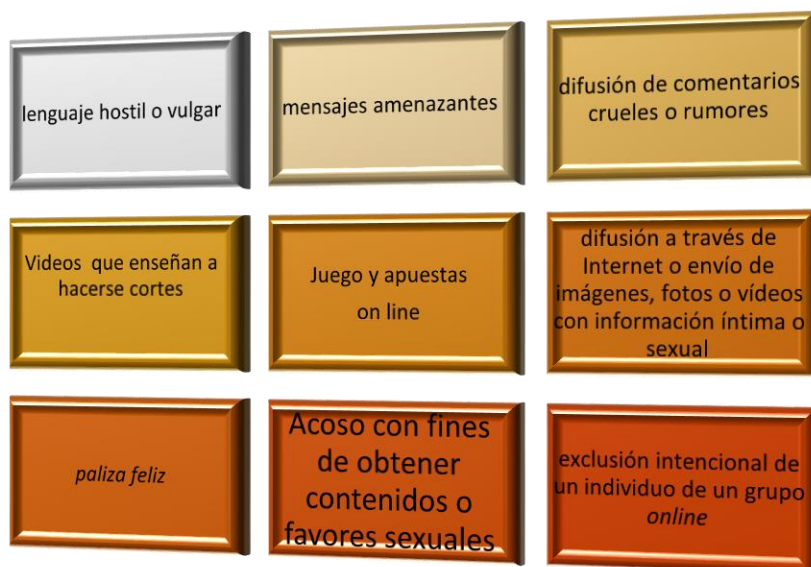 lenguaje hostil o vulgar
mensajes amenazantes
difusión de comentarios
crueles o rumores
Videos que enseñan a
hacerse cortes
Juego y apuestas
on line
difusión a través de
Internet o envío de
imágenes, fotos o vídeos
con información íntima o
sexual
paliza feliz
Acoso con fines
de obtener
contenidos o
favores sexuales
exclusión intencional de
un individuo de un grupo
online